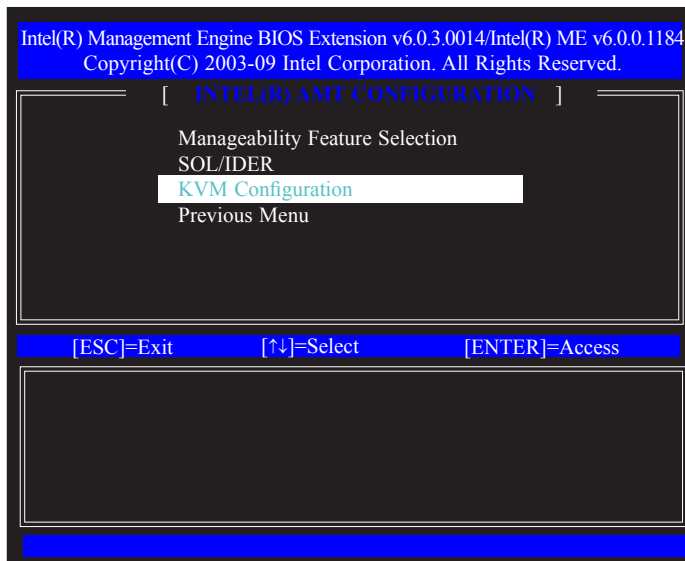 Intel(R) Management Engine BIOS Extension v6.0.3.0014/Intel(R) ME v6.0.0.1184
Copyright(C) 2003-09 Intel Corporation. All Rights Reserved.
[ INTEL(R) AMT CONFIGURATION ]
Manageability Feature Selection
SOL/IDER
KVM Configuration
Previous Menu
[ESC]=Exit [↑↓]=Select [ENTER]=Access